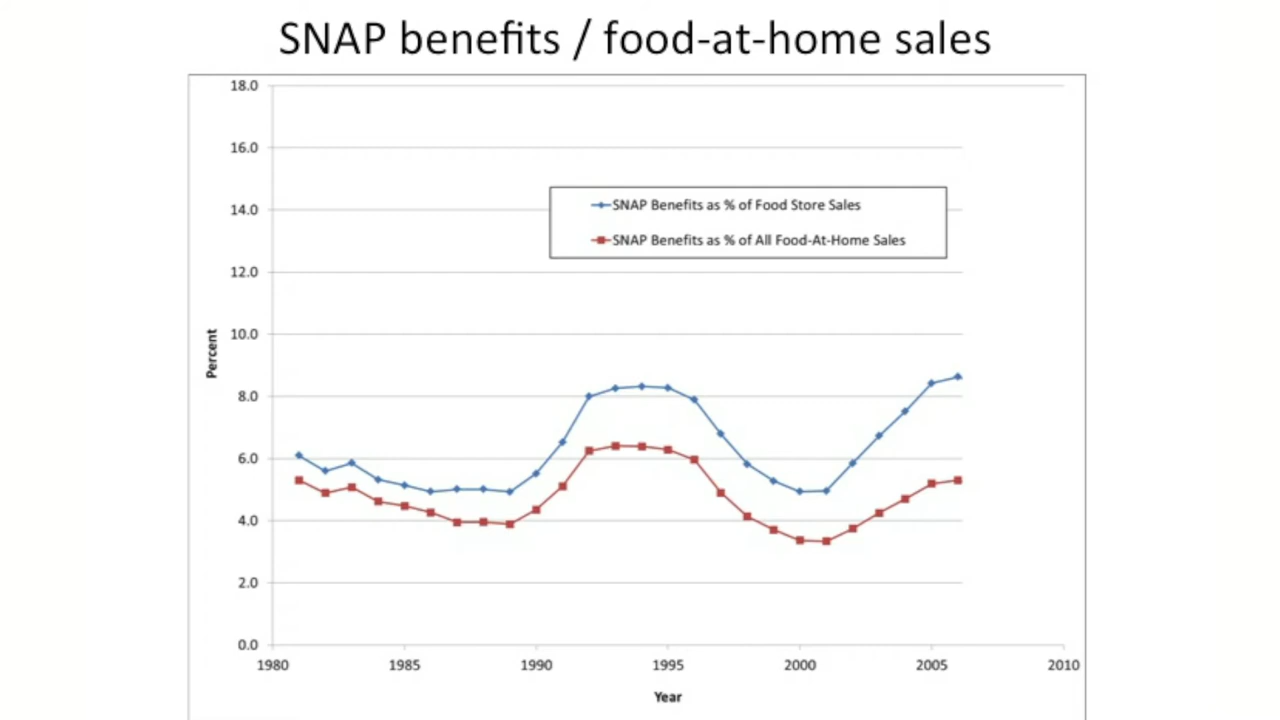 SNAP benefits / food-at-home sales
18.0
16.0
14.0
12.0
10.0
8.0
6.0
4.0
2.0
0.0
Percent
SNAP Benefits as % of Food Store Sales
SNAP Benefits as % of All Food-At-Home Sales
1980 1985 1990 1995 2000 2005 2010
Year